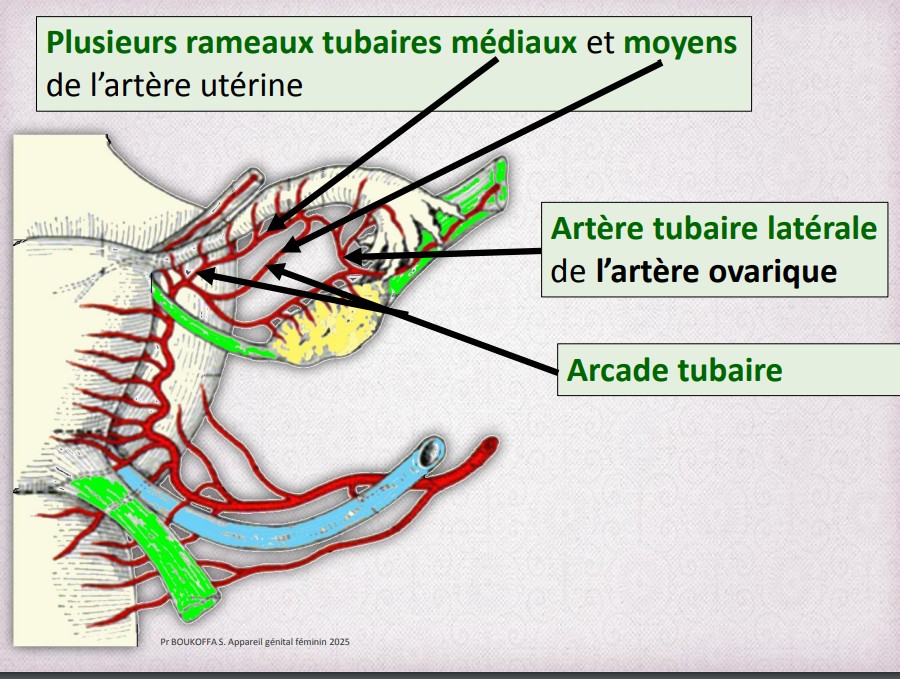 Plusieurs rameaux tubaires médiaux et moyens
de l’artère utérine
Artère tubaire latérale
de l’artère ovarique
Arcade tubaire
Pr BOUKOFFA S. Appareil génital féminin 2025